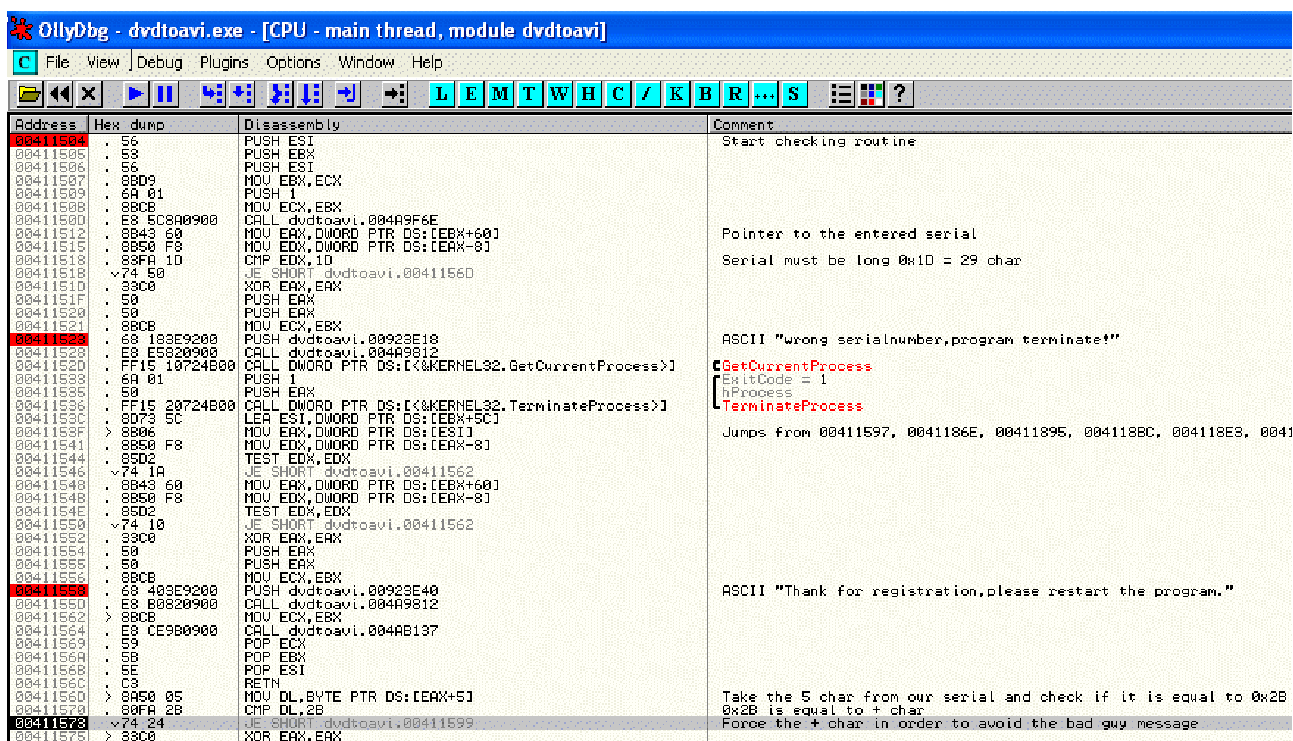 OllyDbg - dvdtoavi.exe - [CPU - main thread, module dvdtoavi]
C File View Debug Plugins Options Window Help
L E M T W H C / K B R ... S ?
Address Hex dump Disassembly Comment
00411504 . 56 PUSH ESI Start checking routine
00411505 . 53 PUSH EBX
00411506 . 56 PUSH ESI
00411507 . 8BD9 MOV EBX,ECX
00411509 . 6A 01 PUSH 1
0041150B . 8BCB MOV ECX,EBX
0041150D . E8 5C8A0900 CALL dvdtoavi.004A9F6E
00411512 . 8B43 60 MOV EAX,DWORD PTR DS:[EBX+60] Pointer to the entered serial
00411515 . 8B50 F8 MOV EDX,DWORD PTR DS:[EAX-8]
00411518 . 83FA 1D CMP EDX,1D Serial must be long 0x1D = 29 char
0041151B v74 50 JE SHORT dvdtoavi.0041156D
0041151D . 33C0 XOR EAX,EAX
0041151F . 50 PUSH EAX
00411520 . 50 PUSH EAX
00411521 . 8BCB MOV ECX,EBX
00411523 . 68 183E9200 PUSH dvdtoavi.00923E18 ASCII "wrong serialnumber,program terminate!"
00411528 . E8 E5820900 CALL dvdtoavi.004A9812
0041152D . FF15 10724B00 CALL DWORD PTR DS:[<&KERNEL32.GetCurrentProcess>] GetCurrentProcess
00411533 . 6A 01 PUSH 1 ExitCode = 1
00411535 . 50 PUSH EAX hProcess
00411536 . FF15 20724B00 CALL DWORD PTR DS:[<&KERNEL32.TerminateProcess>] TerminateProcess
0041153C . 8D73 5C LEA ESI,DWORD PTR DS:[EBX+5C]
0041153F > 8B06 MOV EAX,DWORD PTR DS:[ESI] Jumps from 00411597, 0041186E, 00411895, 004118BC, 004118E3, 0041
00411541 . 8B50 F8 MOV EDX,DWORD PTR DS:[EAX-8]
00411544 . 85D2 TEST EDX,EDX
00411546 v74 1A JE SHORT dvdtoavi.00411562
00411548 . 8B43 60 MOV EAX,DWORD PTR DS:[EBX+60]
0041154B . 8B50 F8 MOV EDX,DWORD PTR DS:[EAX-8]
0041154E . 85D2 TEST EDX,EDX
00411550 v74 10 JE SHORT dvdtoavi.00411562
00411552 . 33C0 XOR EAX,EAX
00411554 . 50 PUSH EAX
00411555 . 50 PUSH EAX
00411556 . 8BCB MOV ECX,EBX
00411558 . 68 403E9200 PUSH dvdtoavi.00923E40 ASCII "Thank for registration,please restart the program."
0041155D . E8 B0820900 CALL dvdtoavi.004A9812
00411562 > 8BCB MOV ECX,EBX
00411564 . E8 CE9B0900 CALL dvdtoavi.004AB137
00411569 . 59 POP ECX
0041156A . 5B POP EBX
0041156B . 5E POP ESI
0041156C . C3 RETN
0041156D > 8A50 05 MOV DL,BYTE PTR DS:[EAX+5] Take the 5 char from our serial and check if it is equal to 0x2B
00411570 . 80FA 2B CMP DL,2B 0x2B is equal to + char
00411573 v74 24 JE SHORT dvdtoavi.00411599 Force the + char in order to avoid the bad guy message
00411575 > 33C0 XOR EAX,EAX